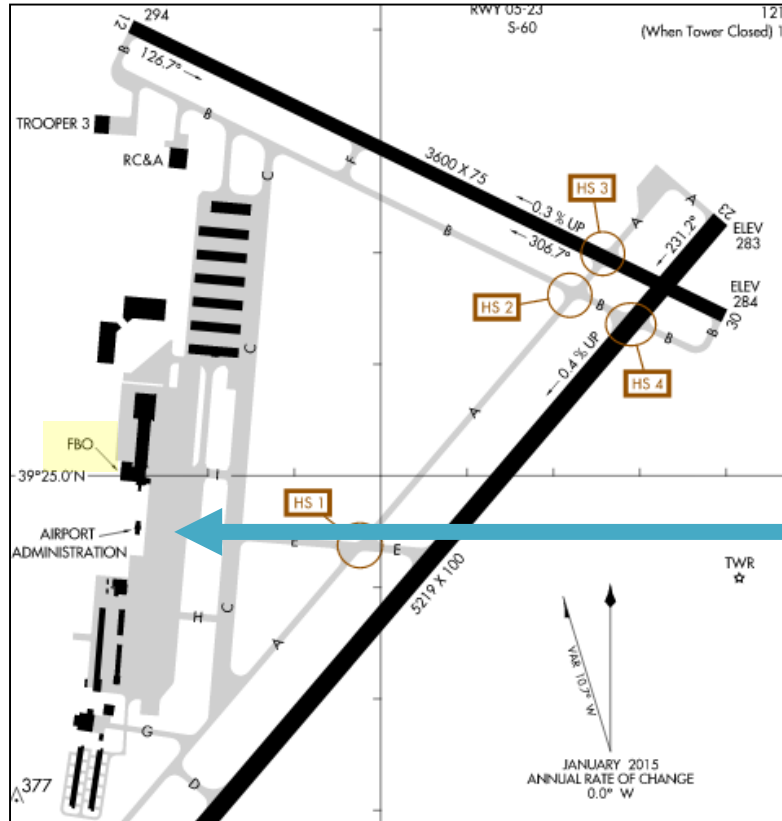 RWY 05-23
S-60
121
(When Tower Closed) 1
12
294
B
126.7°
TROOPER 3
B
RC&A
C
F
3600 X 75
0.3 % UP
306.7°
HS 3
A
A
23
231.2°
ELEV
283
B
HS 2
B
ELEV
284
B
B
30
HS 4
0.4 % UP
C
A
FBO
39°25.0'N
I
HS 1
AIRPORT
ADMINISTRATION
E
E
5219 X 100
TWR
H
C
A
VAR 10.7° W
G
D
377
JANUARY 2015
ANNUAL RATE OF CHANGE
0.0° W